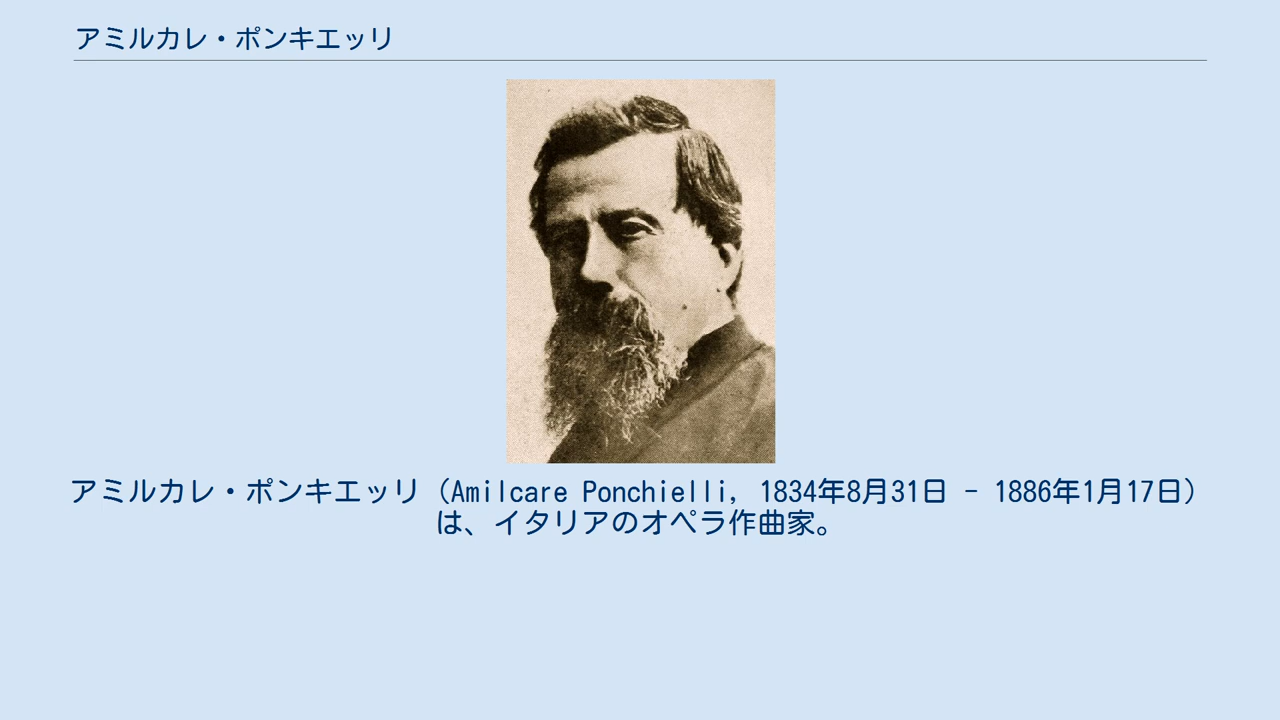 アミルカレ・ポンキエッリ
アミルカレ・ポンキエッリ（Amilcare Ponchielli, 1834年8月31日 - 1886年1月17日）
は、イタリアのオペラ作曲家。